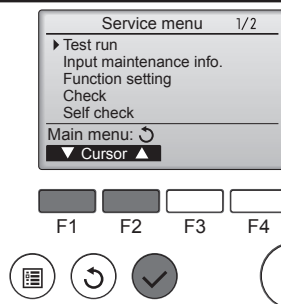 Service menu 1/2
Test run
Input maintenance info.
Function setting
Check
Self check
Main menu:
▼ Cursor ▲
F1 F2 F3 F4